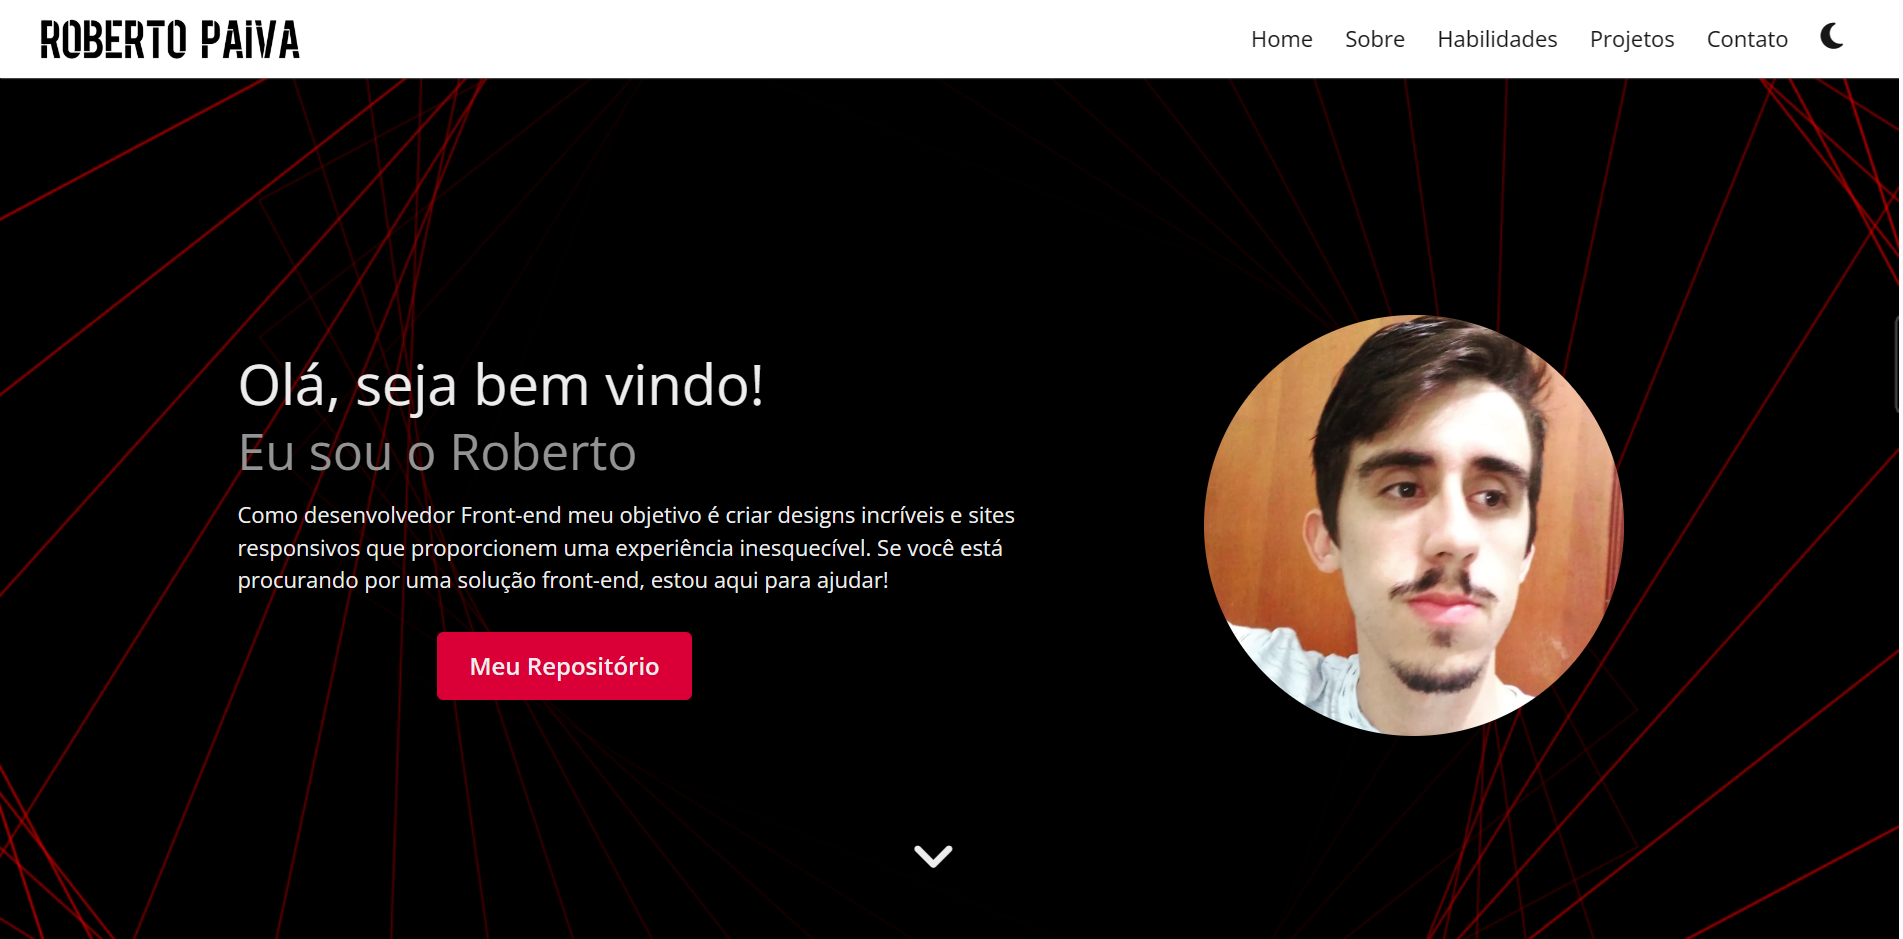 ROBERTO PAIVA
Home Sobre Habilidades Projetos Contato
Olá, seja bem vindo!
Eu sou o Roberto
Como desenvolvedor Front-end meu objetivo é criar designs incríveis e sites
responsivos que proporcionem uma experiência inesquecível. Se você está
procurando por uma solução front-end, estou aqui para ajudar!
Meu Repositório